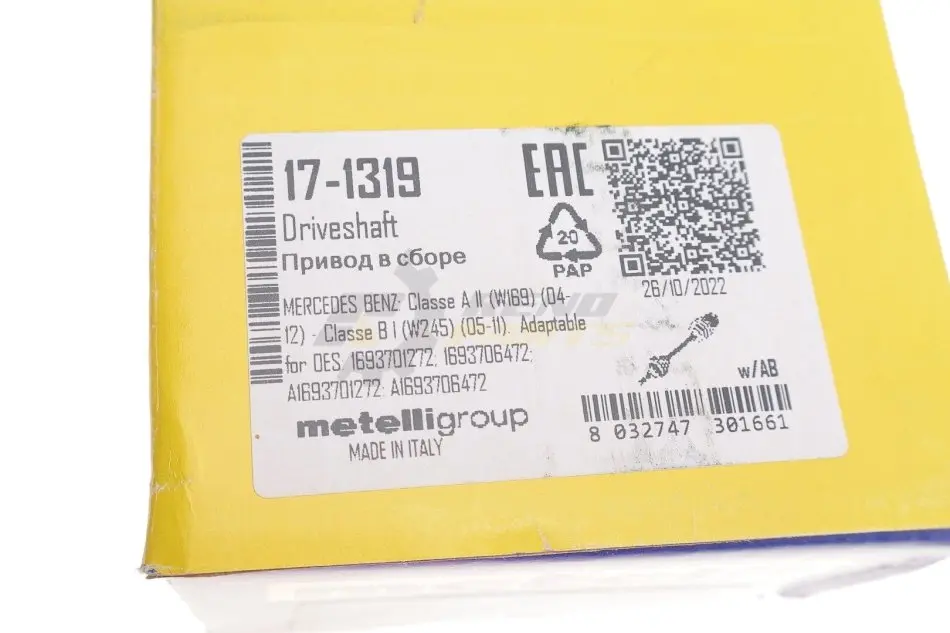 17-1319
Driveshaft
Привод в сборе
EAC
20
PAP
26/10/2022
MERCEDES BENZ: Classe A II (W169) (04-
12) - Classe B I (W245) (05-11). Adaptable
for OES, 1693701272; 1693706472;
A1693701272; A1693706472
w/AB
metelligroup
MADE IN ITALY
8 032747 301661